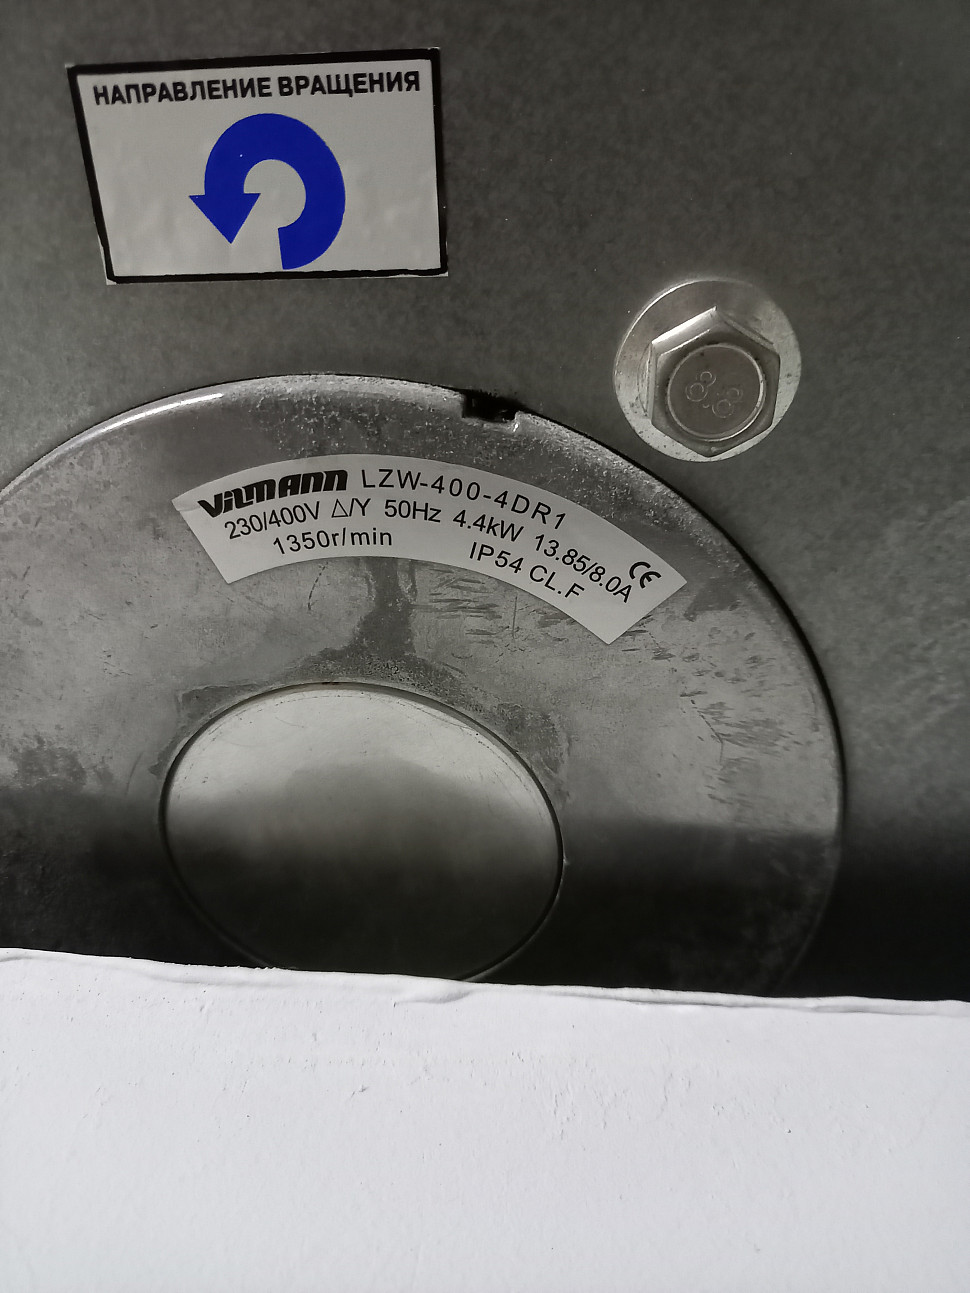 НАПРАВЛЕНИЕ ВРАЩЕНИЯ
8.8
VILMANN LZW-400-4DR1
230/400V Δ/Y 50Hz 4.4kW 13.85/8.0A CE
1350r/min IP54 CL.F